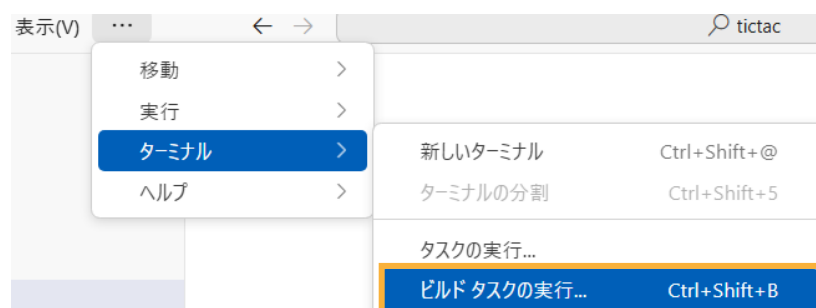 表示(V) ··· ← → tictac
移動 >
実行 >
ターミナル >
ヘルプ >
新しいターミナル Ctrl+Shift+@
ターミナルの分割 Ctrl+Shift+5
タスクの実行...
ビルド タスクの実行... Ctrl+Shift+B